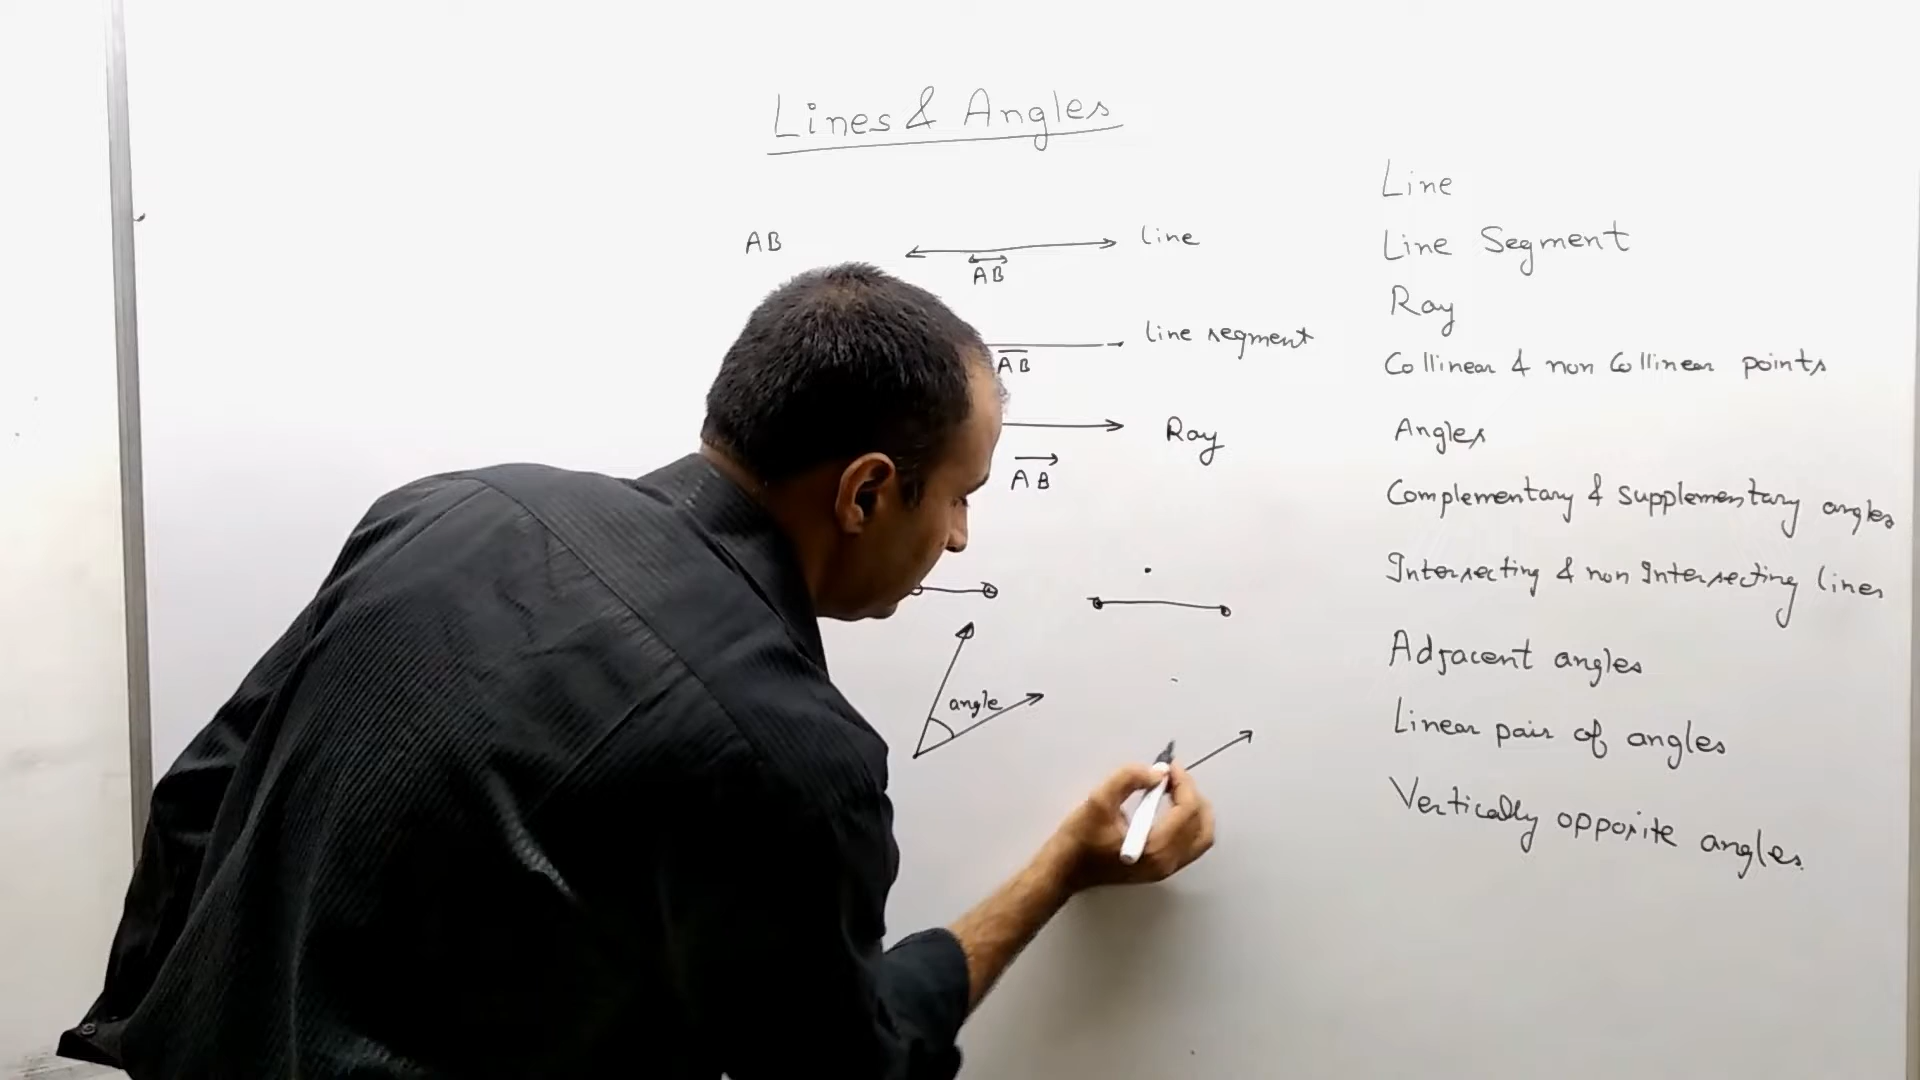 Lines & Angles
AB
line
AB
line segment
AB
Ray
AB
angle
Line
Line Segment
Ray
Collinear & non Collinear points
Angles
Complementary & supplementary angles
Intersecting & non Intersecting lines
Adjacent angles
Linear pair of angles
Vertically opposite angles